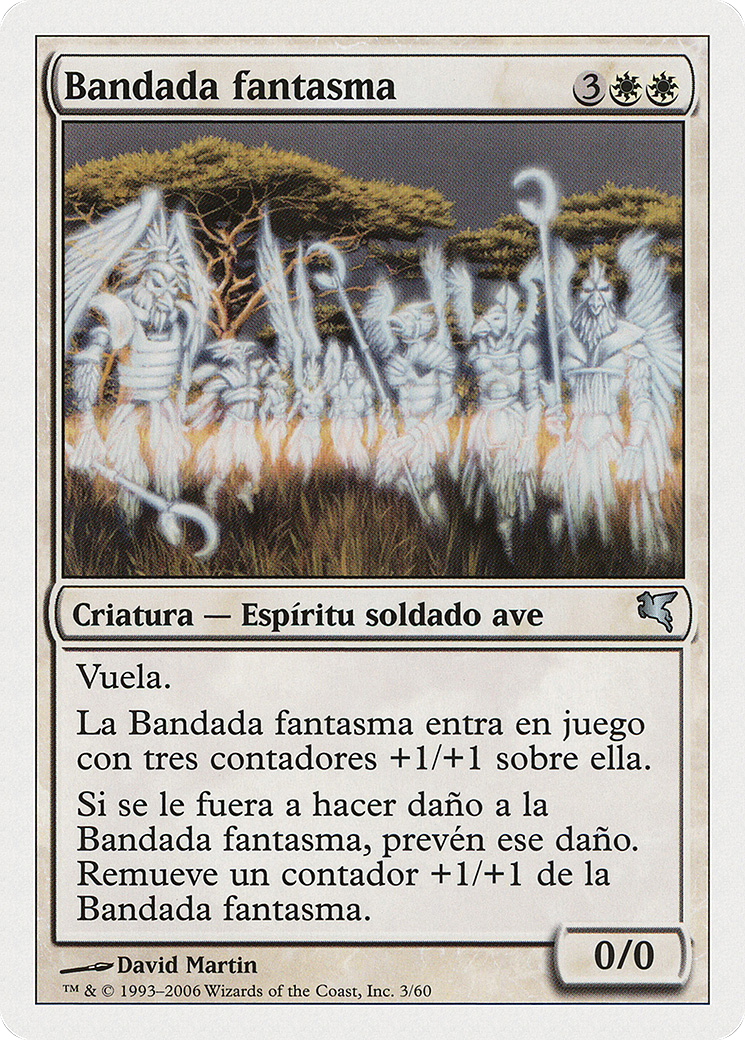 Bandada fantasma 3
Criatura — Espíritu soldado ave
Vuela.
La Bandada fantasma entra en juego
con tres contadores +1/+1 sobre ella.
Si se le fuera a hacer daño a la
Bandada fantasma, prevén ese daño.
Remueve un contador +1/+1 de la
Bandada fantasma.
0/0
David Martin
™ & © 1993–2006 Wizards of the Coast, Inc. 3/60